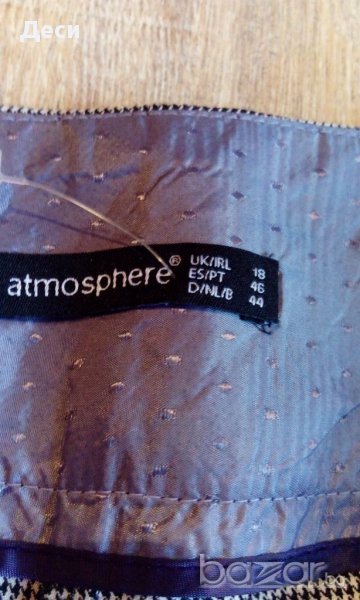 Деси
atmosphere®
UK/IRL 18
ES/PT 46
D/NL/B 44
bazar